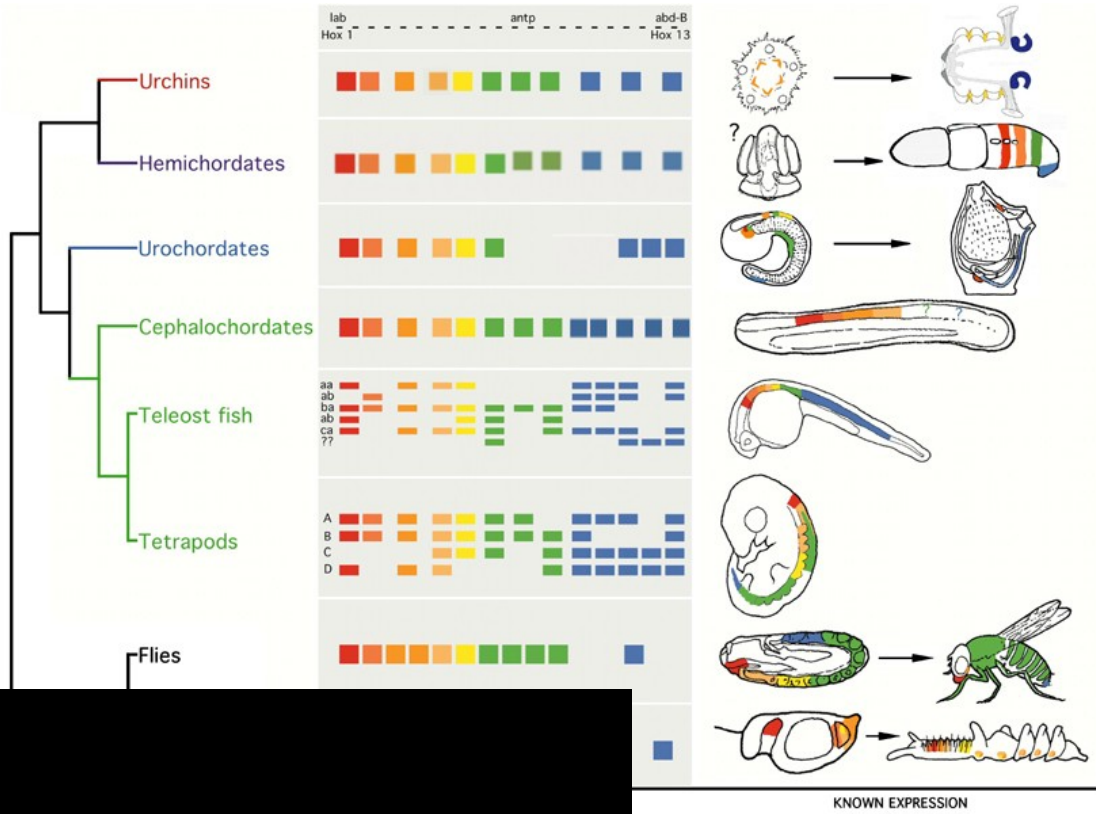 lab antp abd-B
Hox 1 Hox 13
Urchins
Hemichordates
?
Urochordates
Cephalochordates
? ?
aa
ab
ba
ab
ca
??
Teleost fish
A
B
C
D
Tetrapods
Flies
KNOWN EXPRESSION